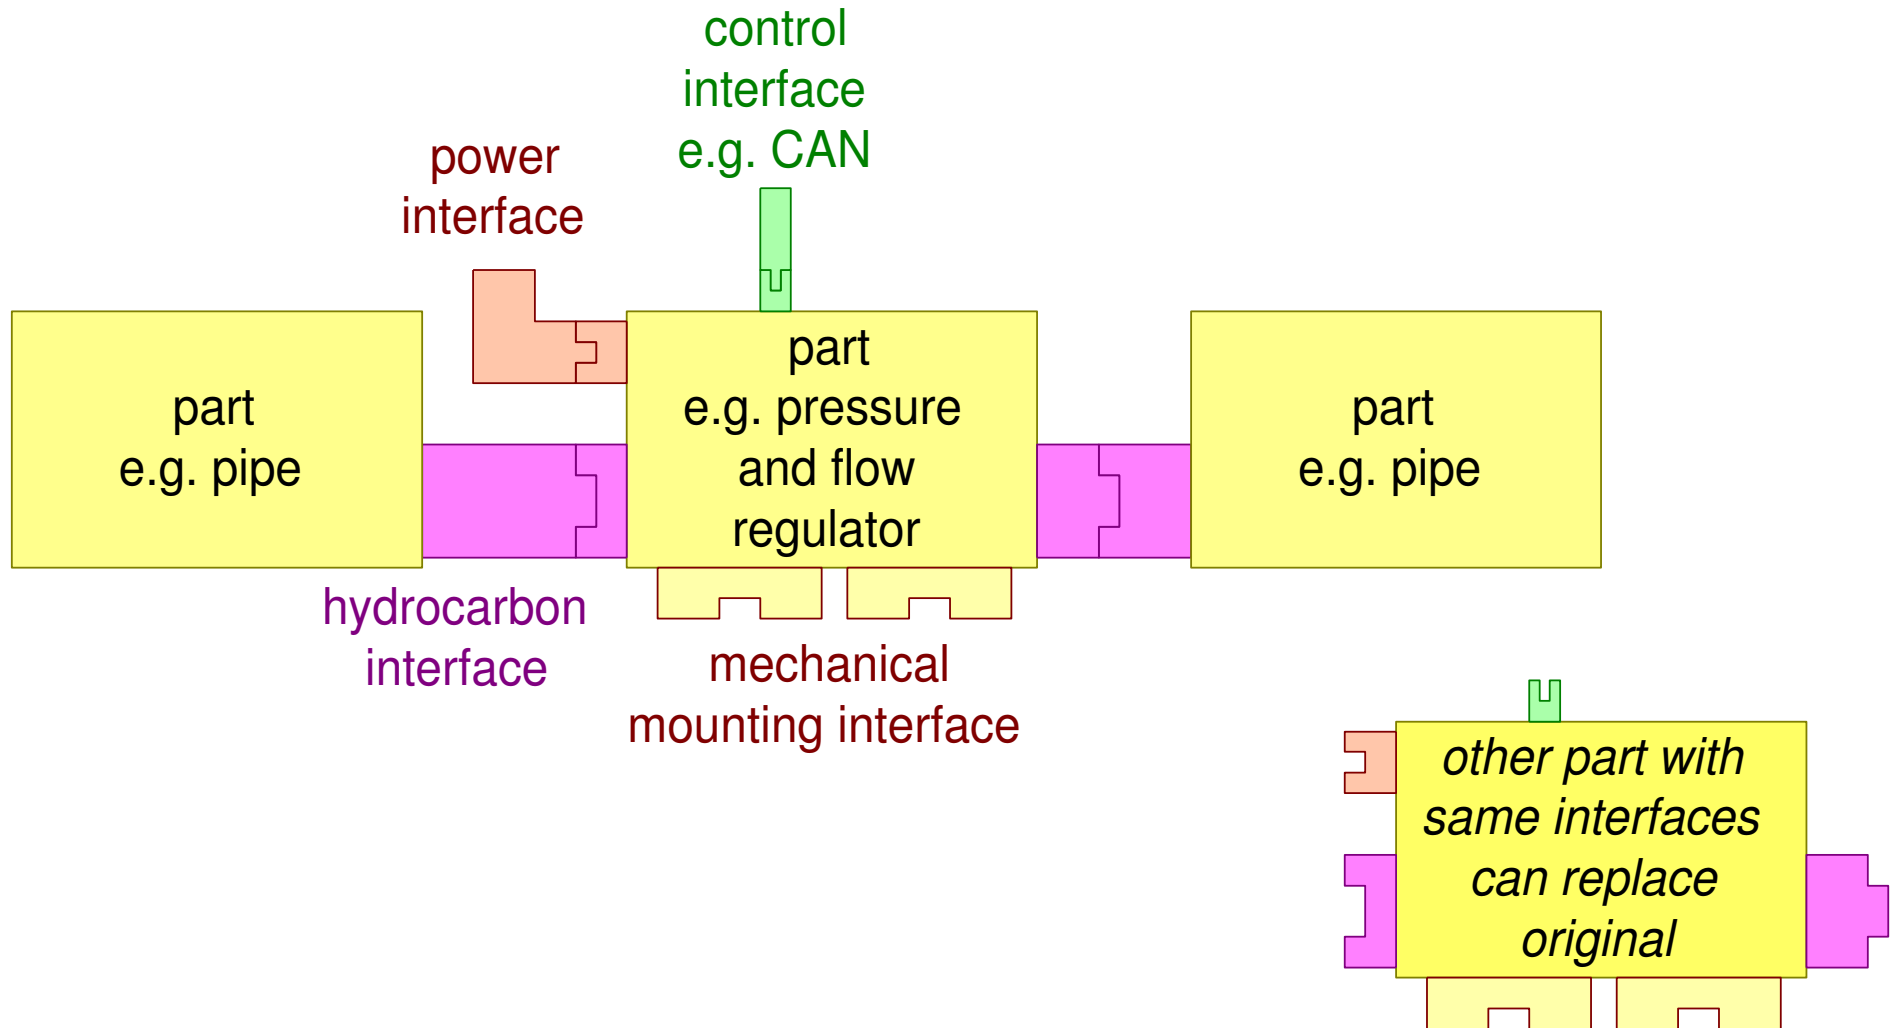 control
interface
e.g. CAN
power
interface
part
e.g. pipe
part
e.g. pressure
and flow
regulator
part
e.g. pipe
hydrocarbon
interface
mechanical
mounting interface
other part with
same interfaces
can replace
original